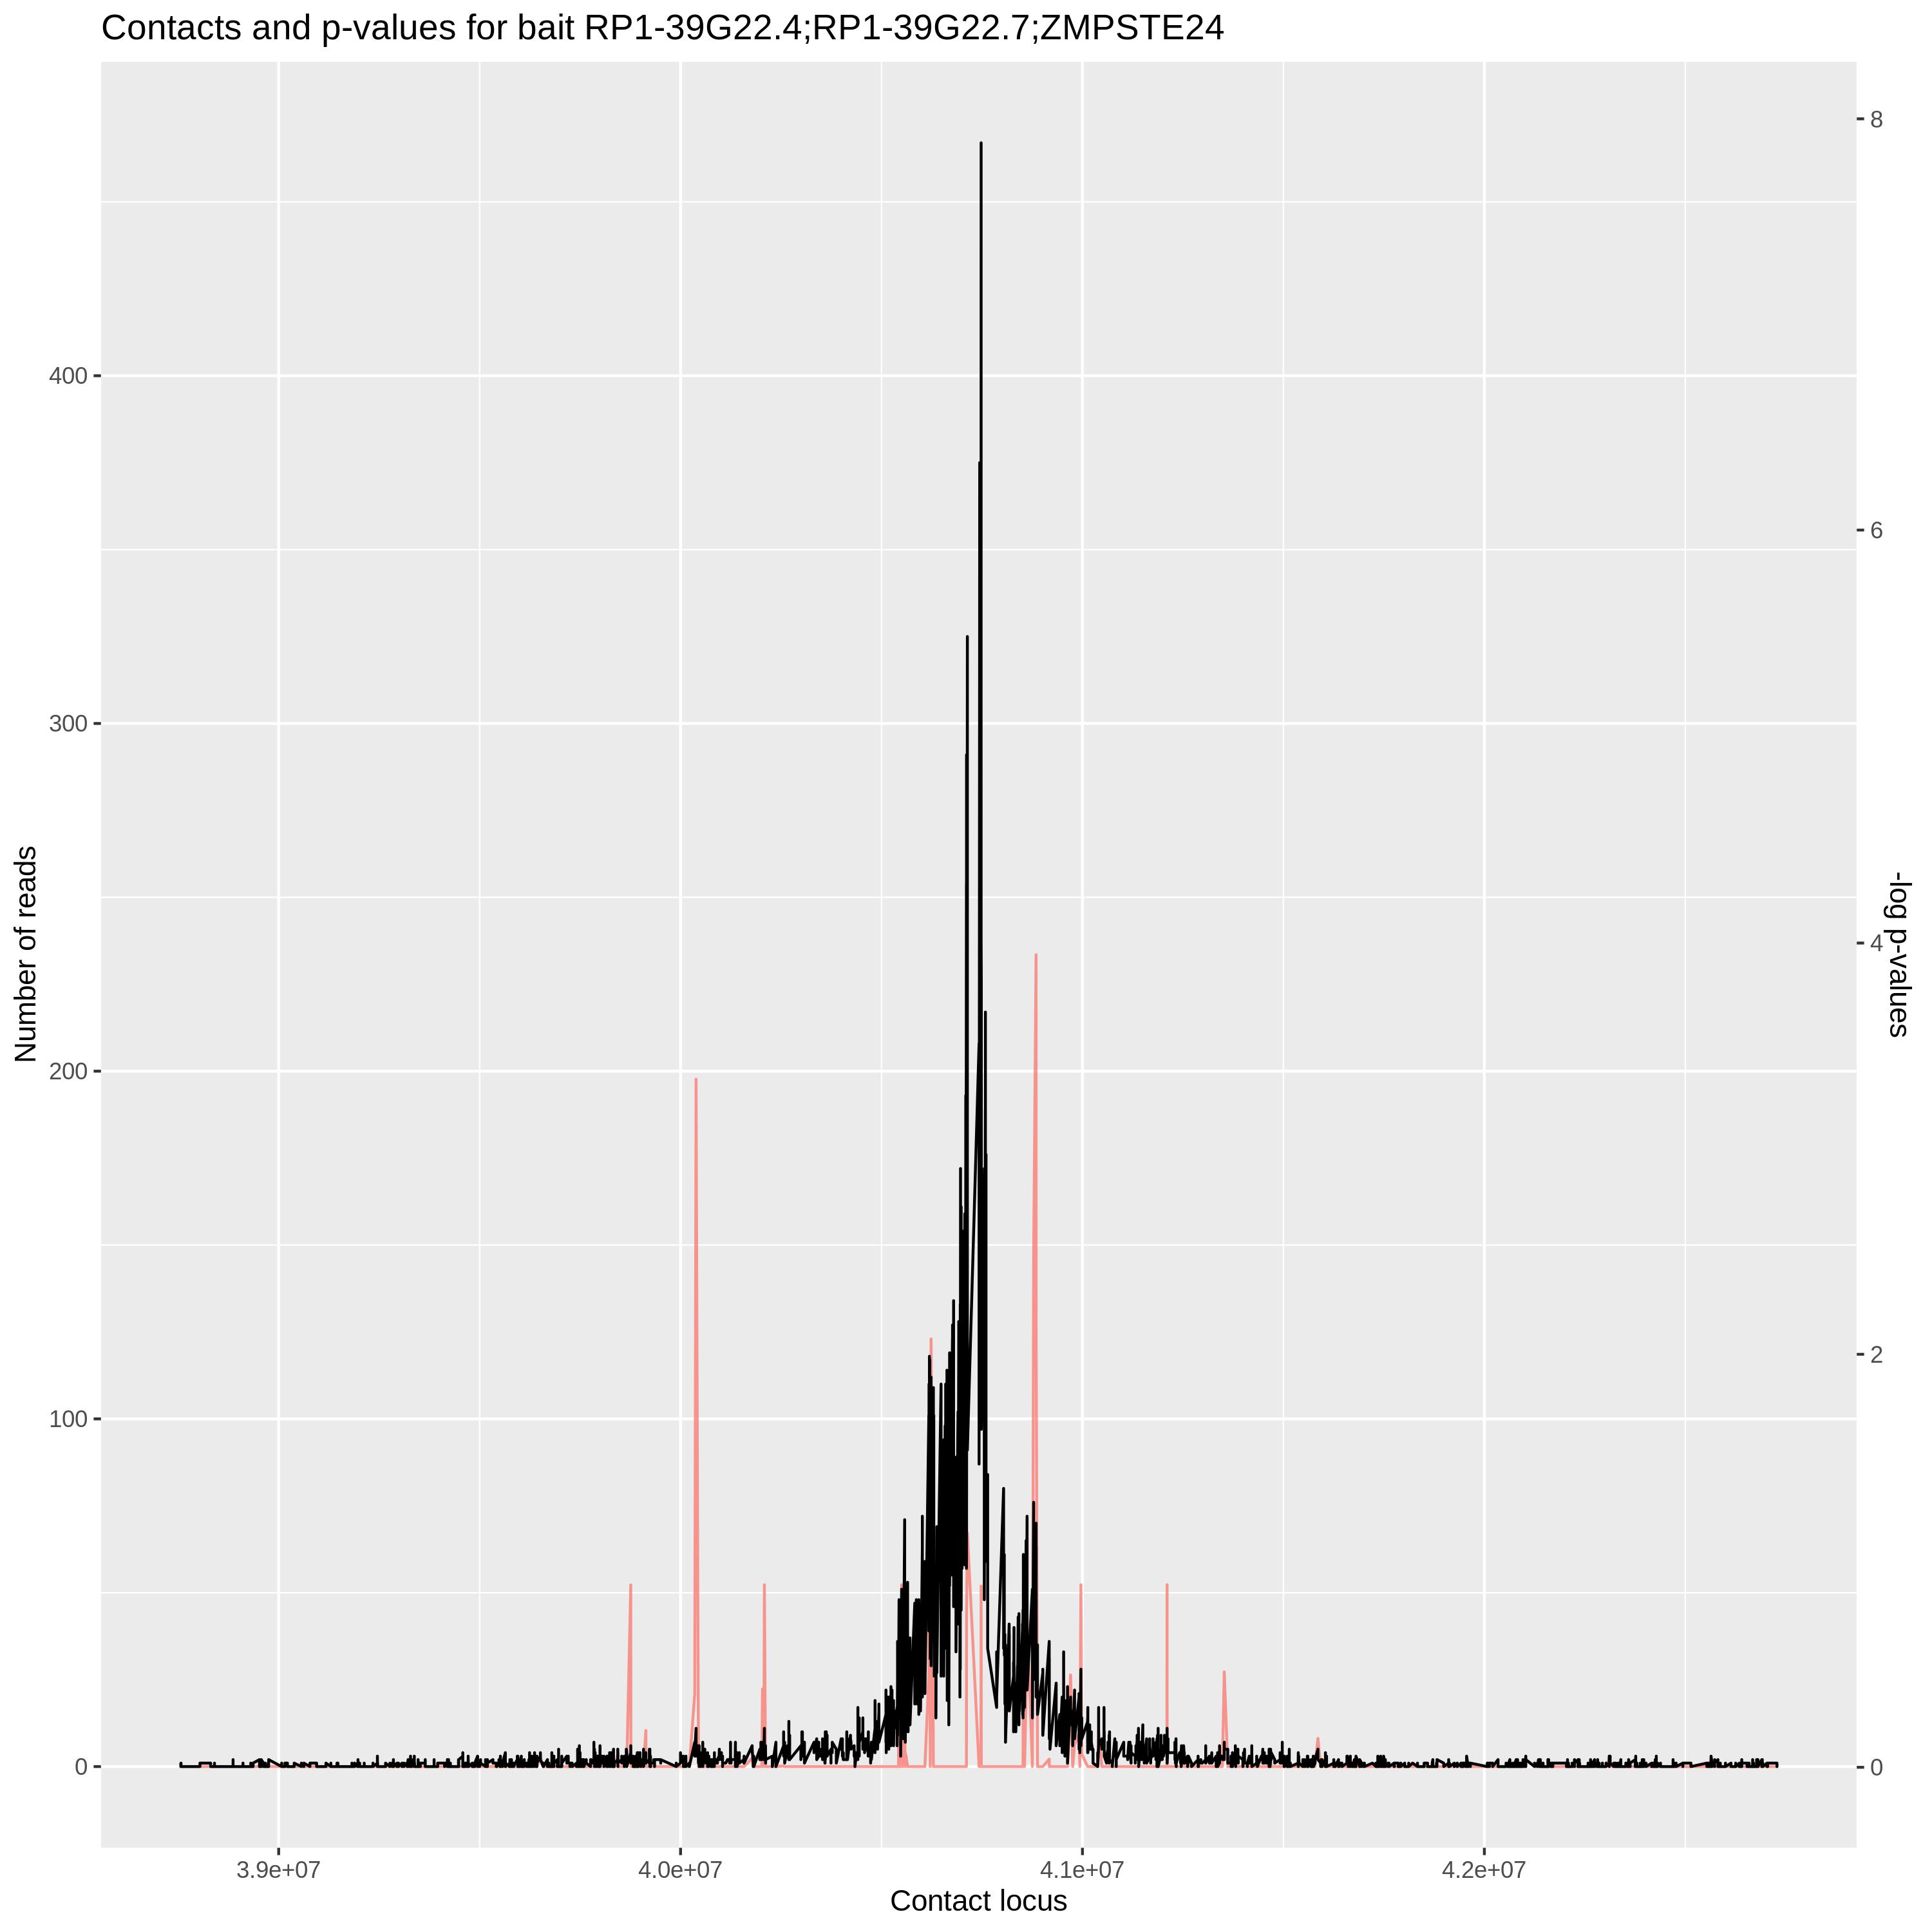 Contacts and p-values for bait RP1-39G22.4;RP1-39G22.7;ZMPSTE24
Number of reads
400
300
200
100
0
8
6
4
2
0
-log p-values
3.9e+07
4.0e+07
4.1e+07
4.2e+07
Contact locus